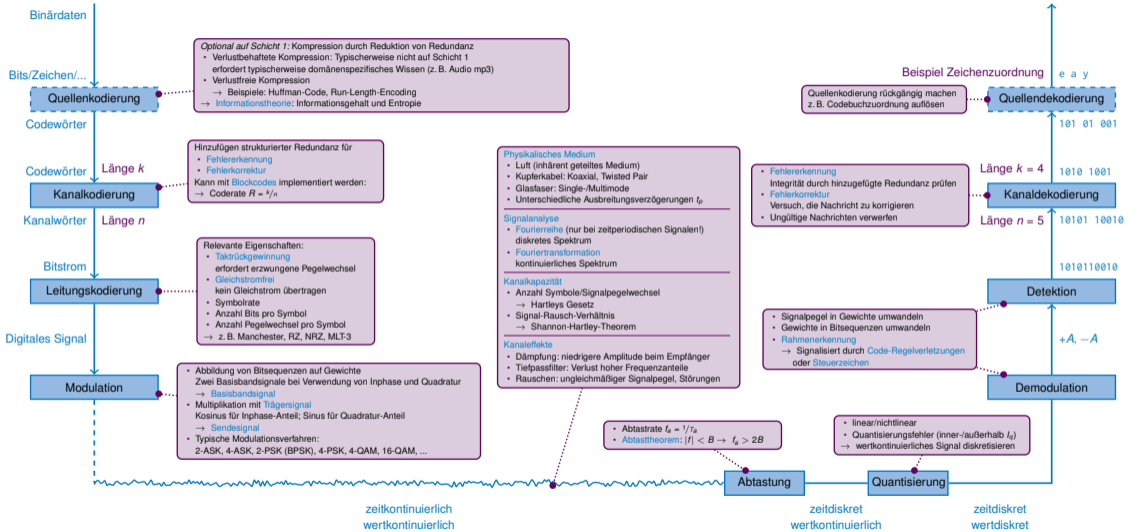 Binärdaten
Optional auf Schicht 1: Kompression durch Reduktion von Redundanz
• Verlustbehaftete Kompression: Typischerweise nicht auf Schicht 1
erfordert typischerweise domänenspezifisches Wissen (z. B. Audio mp3)
• Verlustfreie Kompression
→ Beispiele: Huffman-Code, Run-Length-Encoding
→ Informationstheorie: Informationsgehalt und Entropie
Bits/Zeichen/...
Quellenkodierung
Codewörter
Hinzufügen strukturierter Redundanz für
• Fehlererkennung
• Fehlerkorrektur
Kann mit Blockcodes implementiert werden:
→ Coderate R = k/n
Codewörter
Länge k
Kanalkodierung
Kanalwörter
Länge n
Relevante Eigenschaften:
• Taktrückgewinnung
erfordert erzwungene Pegelwechsel
• Gleichstromfrei
kein Gleichstrom übertragen
• Symbolrate
• Anzahl Bits pro Symbol
• Anzahl Pegelwechsel pro Symbol
→ z. B. Manchester, RZ, NRZ, MLT-3
Bitstrom
Leitungskodierung
Digitales Signal
• Abbildung von Bitsequenzen auf Gewichte
Zwei Basisbandsignale bei Verwendung von Inphase und Quadratur
→ Basisbandsignal
• Multiplikation mit Trägersignal
Kosinus für Inphase-Anteil; Sinus für Quadratur-Anteil
→ Sendesignal
• Typische Modulationsverfahren:
2-ASK, 4-ASK, 2-PSK (BPSK), 4-PSK, 4-QAM, 16-QAM, ...
Modulation
Physikalisches Medium
• Luft (inhärent geteiltes Medium)
• Kupferkabel: Koaxial, Twisted Pair
• Glasfaser: Single-/Multimode
• Unterschiedliche Ausbreitungsverzögerungen tp
Signalanalyse
• Fourierreihe (nur bei zeitperiodischen Signalen!)
diskretes Spektrum
• Fouriertransformation
kontinuierliches Spektrum
Kanalkapazität
• Anzahl Symbole/Signalpegelwechsel
→ Hartleys Gesetz
• Signal-Rausch-Verhältnis
→ Shannon-Hartley-Theorem
Kanaleffekte
• Dämpfung: niedrigere Amplitude beim Empfänger
• Tiefpassfilter: Verlust hoher Frequenzanteile
• Rauschen: ungleichmäßiger Signalpegel, Störungen
zeitkontinuierlich
wertkontinuierlich
• Abtastrate fa = 1/Ta
• Abtasttheorem: |f| < B → fa > 2B
Abtastung
zeitdiskret
wertkontinuierlich
• linear/nichtlinear
• Quantisierungsfehler (inner-/außerhalb Iq)
→ wertkontinuierliches Signal diskretisieren
Quantisierung
zeitdiskret
wertdiskret
Beispiel Zeichenzuordnung
e a y
Quellenkodierung rückgängig machen
z. B. Codebuchzuordnung auflösen
Quellendekodierung
101 01 001
• Fehlererkennung
Integrität durch hinzugefügte Redundanz prüfen
• Fehlerkorrektur
Versuch, die Nachricht zu korrigieren
• Ungültige Nachrichten verwerfen
Länge k = 4
1010 1001
Kanaldekodierung
Länge n = 5
10101 10010
1010110010
Detektion
• Signalpegel in Gewichte umwandeln
• Gewichte in Bitsequenzen umwandeln
• Rahmenerkennung
→ Signalisiert durch Code-Regelverletzungen
oder Steuerzeichen
+A, −A
Demodulation